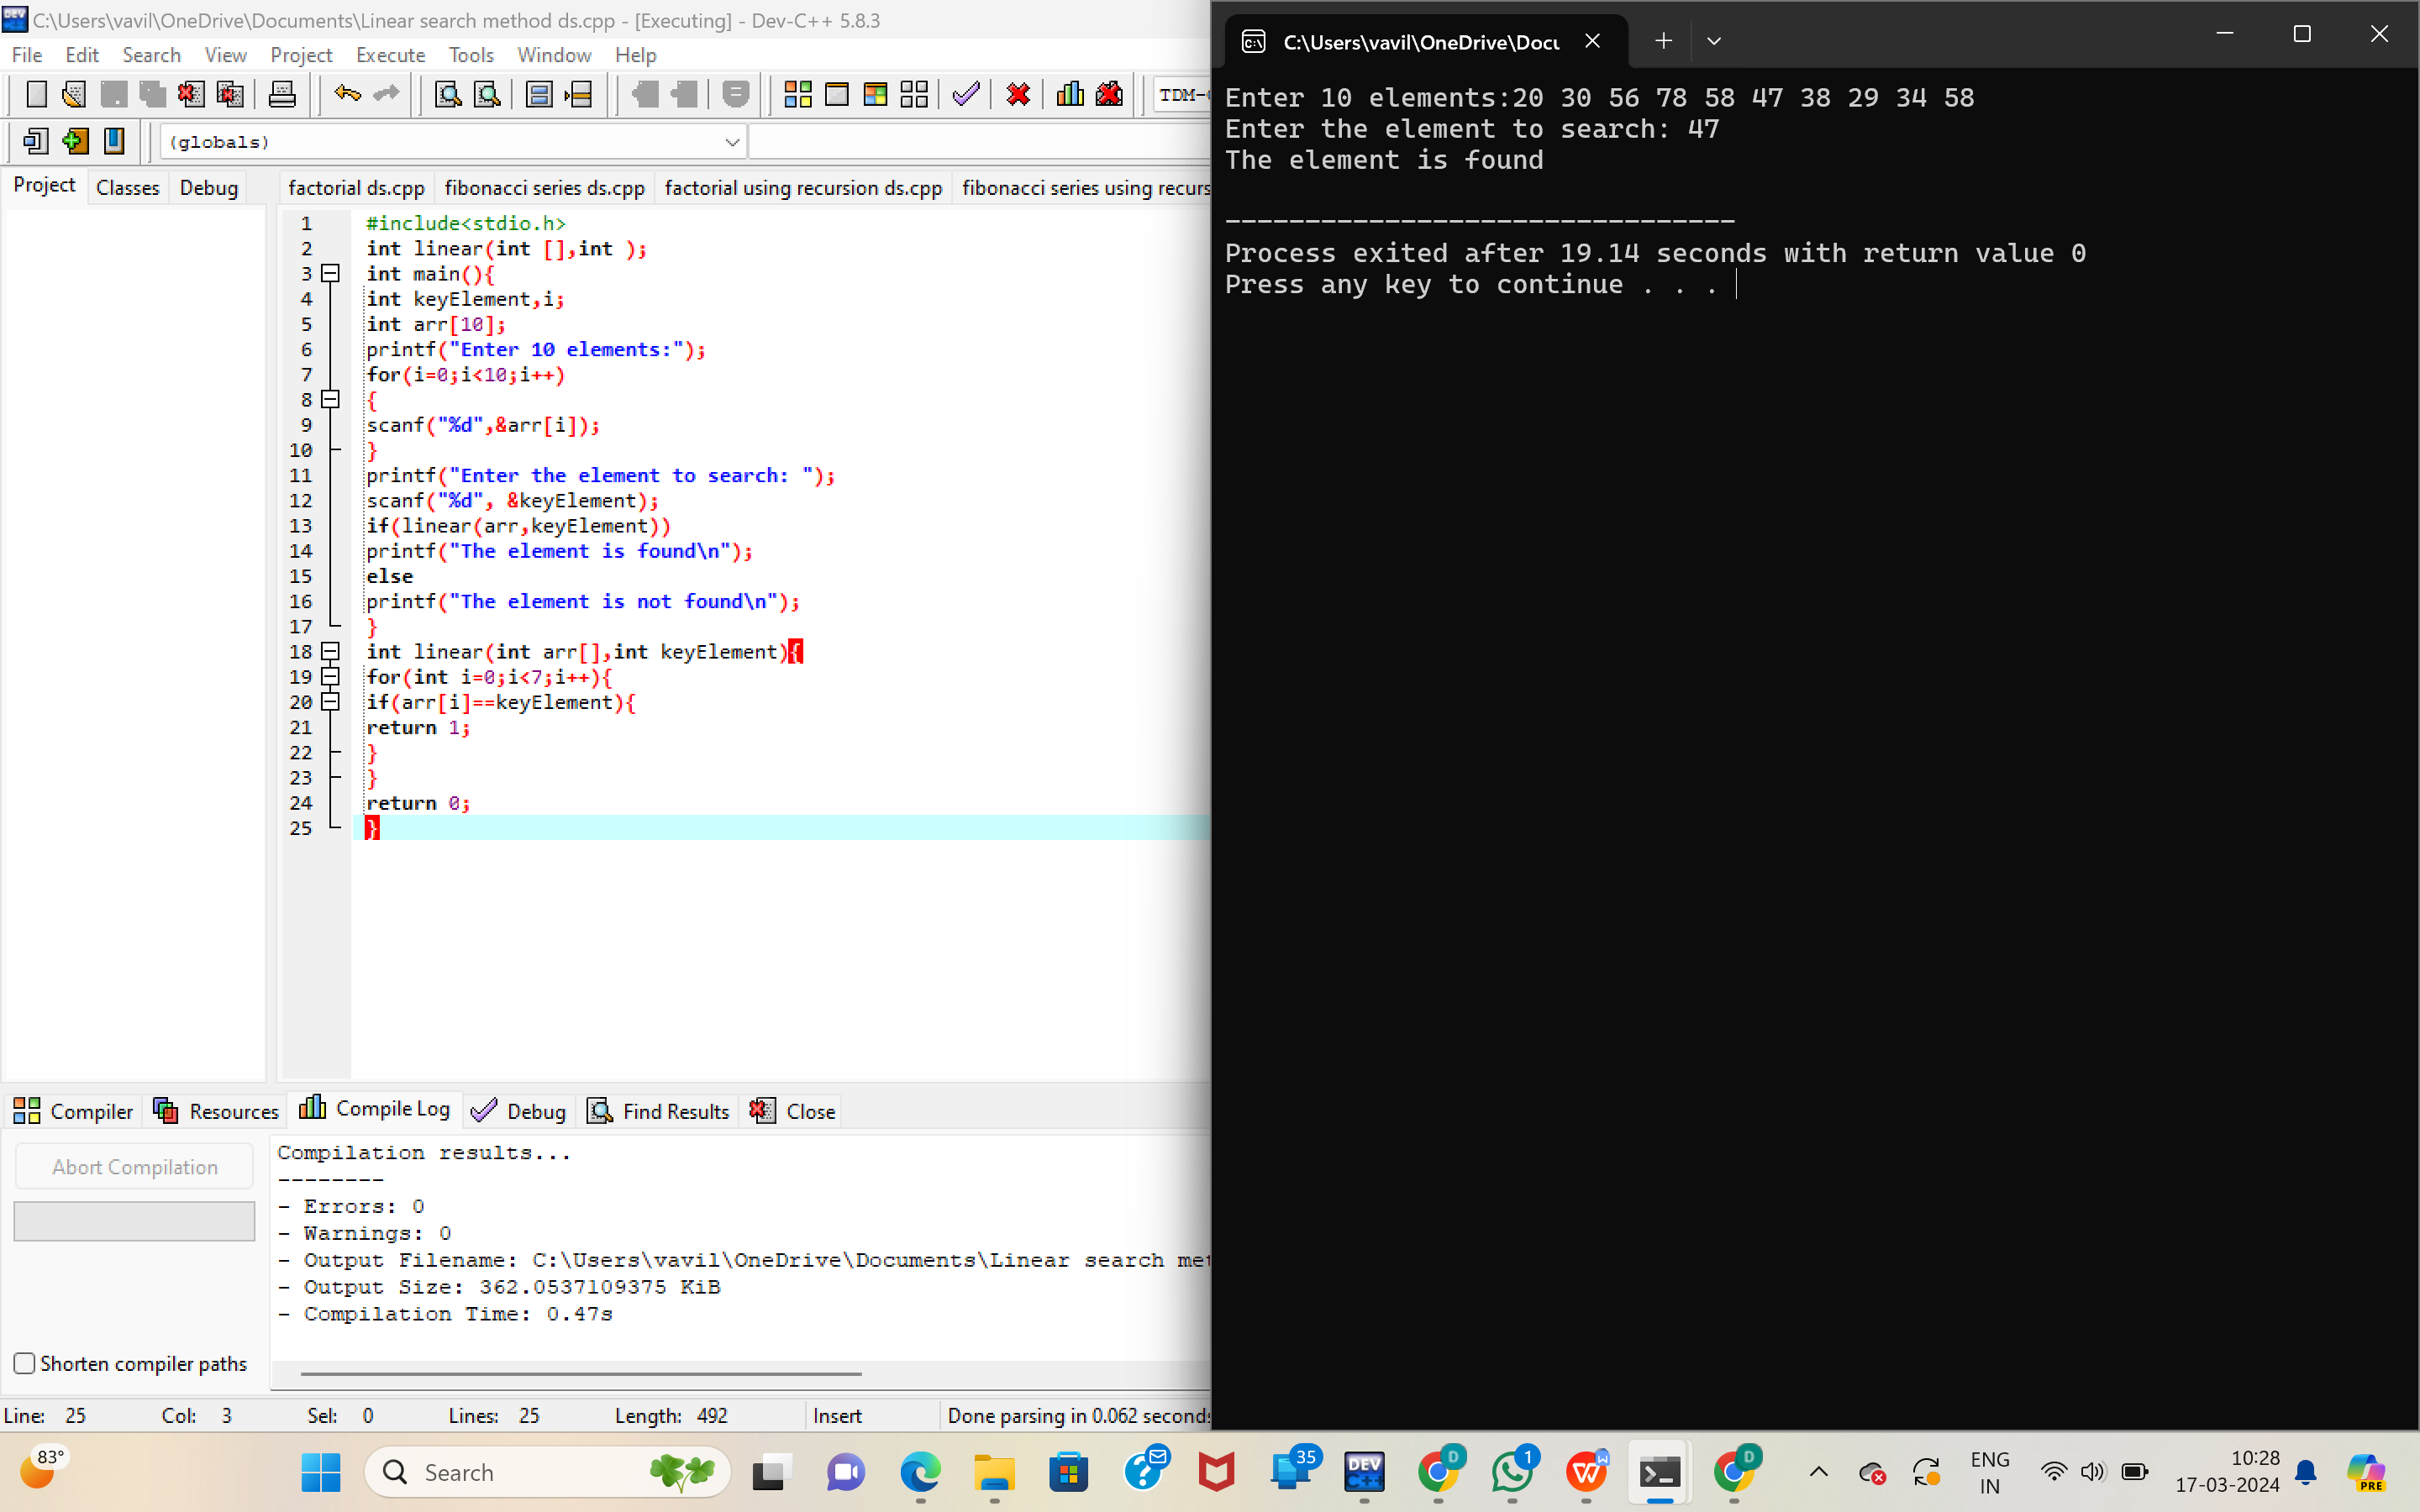 C:\Users\vavil\OneDrive\Documents\Linear search method ds.cpp - [Executing] - Dev-C++ 5.8.3
File Edit Search View Project Execute Tools Window Help
TDM-
(globals)
Project Classes Debug
factorial ds.cpp fibonacci series ds.cpp factorial using recursion ds.cpp fibonacci series using recurs
1 #include<stdio.h>
2 int linear(int [],int );
3 int main(){
4 int keyElement,i;
5 int arr[10];
6 printf("Enter 10 elements:");
7 for(i=0;i<10;i++)
8 {
9 scanf("%d",&arr[i]);
10 }
11 printf("Enter the element to search: ");
12 scanf("%d", &keyElement);
13 if(linear(arr,keyElement))
14 printf("The element is found\n");
15 else
16 printf("The element is not found\n");
17 }
18 int linear(int arr[],int keyElement){
19 for(int i=0;i<7;i++){
20 if(arr[i]==keyElement){
21 return 1;
22 }
23 }
24 return 0;
25 }
Compiler Resources Compile Log Debug Find Results Close
Abort Compilation
Shorten compiler paths
Compilation results...
--------
- Errors: 0
- Warnings: 0
- Output Filename: C:\Users\vavil\OneDrive\Documents\Linear search met
- Output Size: 362.0537109375 KiB
- Compilation Time: 0.47s
Line: 25 Col: 3 Sel: 0 Lines: 25 Length: 492 Insert Done parsing in 0.062 seconds
C:\Users\vavil\OneDrive\Docu
Enter 10 elements:20 30 56 78 58 47 38 29 34 58
Enter the element to search: 47
The element is found
--------------------------------
Process exited after 19.14 seconds with return value 0
Press any key to continue . . .
83°
Search
35
DEV
C++
D
1
W
D
ENG
IN
10:28
17-03-2024
PRE